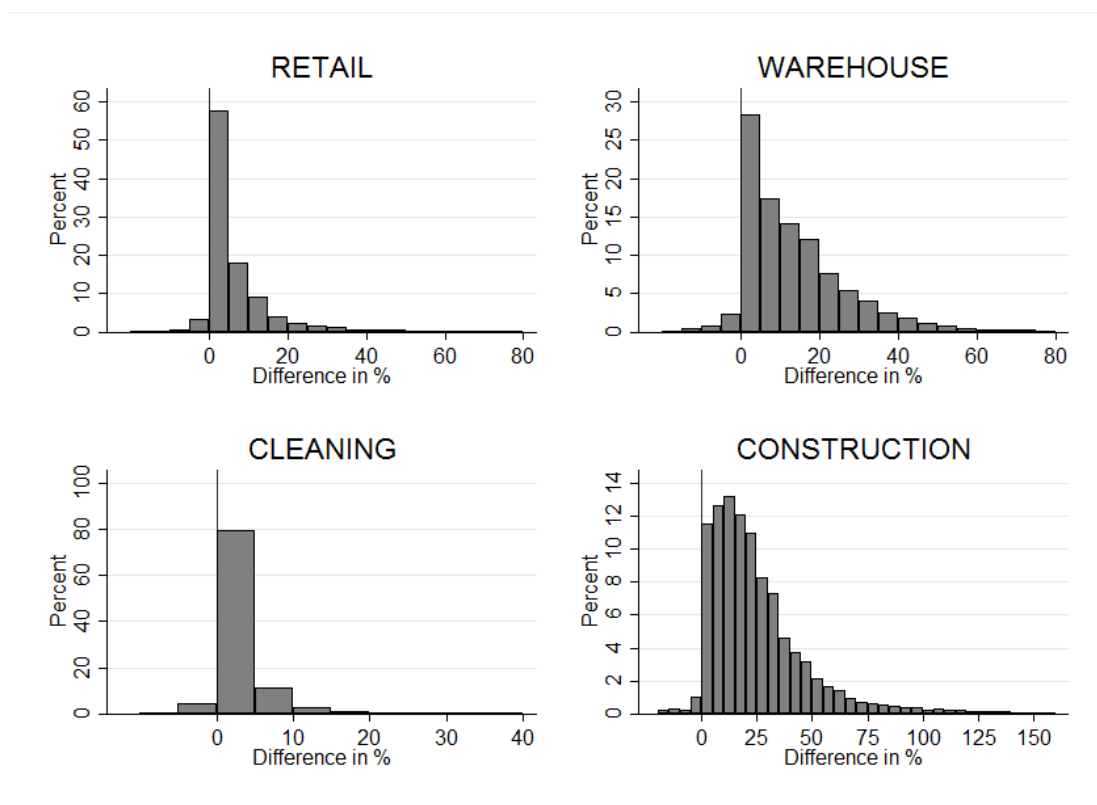 RETAIL
Percent
60
50
40
30
20
10
0
0 20 40 60 80
Difference in %
WAREHOUSE
Percent
30
25
20
15
10
5
0
0 20 40 60 80
Difference in %
CLEANING
Percent
100
80
60
40
20
0
0 10 20 30 40
Difference in %
CONSTRUCTION
Percent
14
12
10
8
6
4
2
0
0 25 50 75 100 125 150
Difference in %